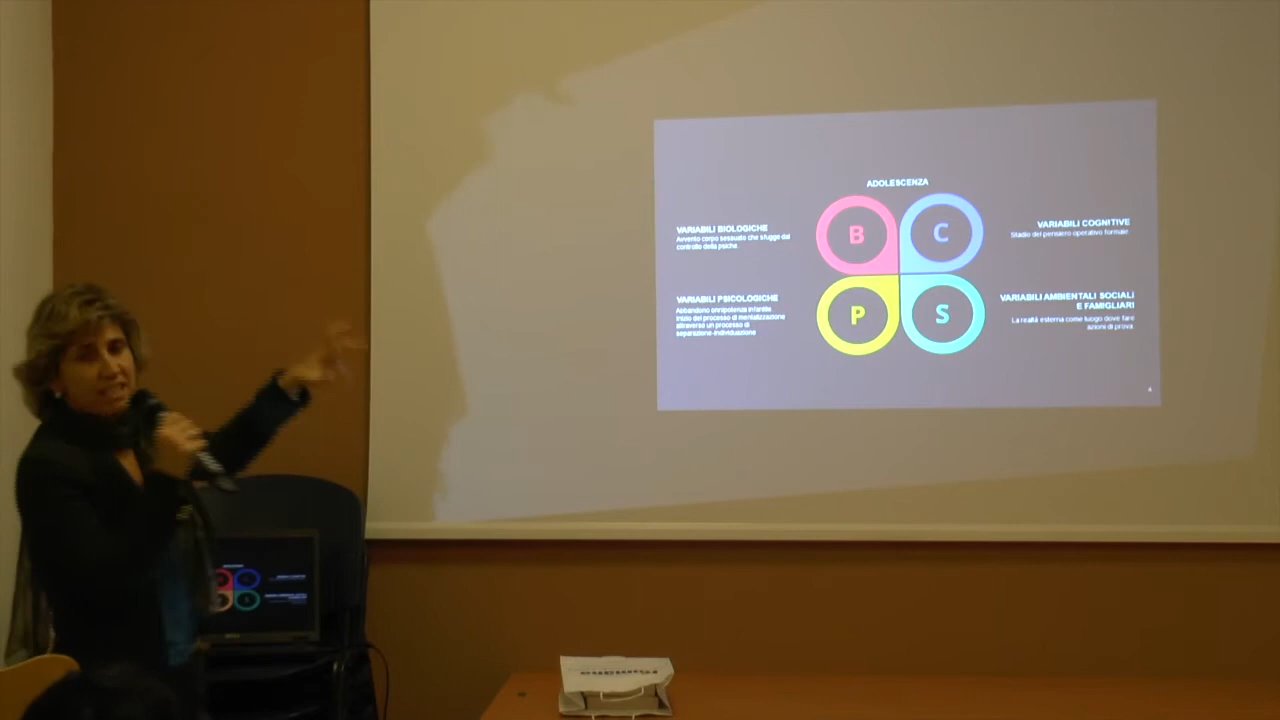 ADOLESCENZA
VARIABILI BIOLOGICHE
Avvento corpo sessuato che sfugge dal
controllo della psiche.
B
C
VARIABILI COGNITIVE
Stadio del pensiero operativo formale.
VARIABILI PSICOLOGICHE
Abbandono onnipotenza infantile
inizio del processo di mentalizzazione
attraverso un processo di
separazione-individuazione
P
S
VARIABILI AMBIENTALI SOCIALI
E FAMIGLIARI
La realtà esterna come luogo dove fare
azioni di prova.